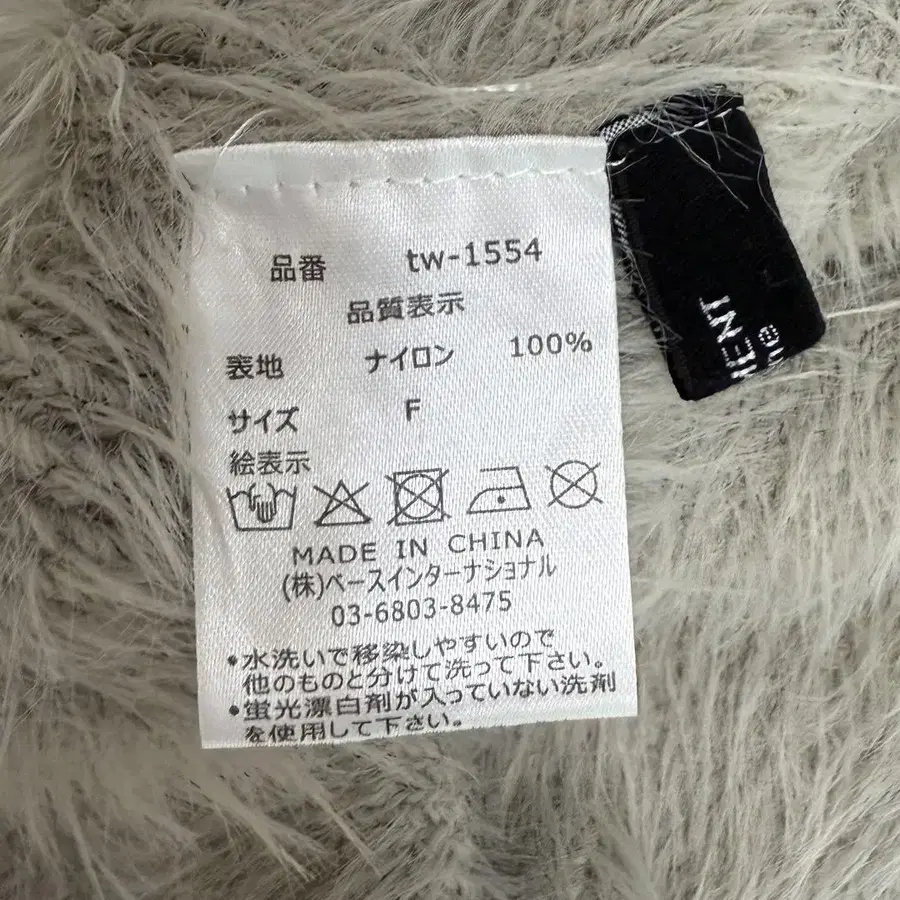 品番 tw-1554
品質表示
表地 ナイロン 100%
サイズ F
絵表示
MADE IN CHINA
(株)ベースインターナショナル
03-6803-8475
・水洗いで移染しやすいので
他のものと分けて洗って下さい。
・蛍光漂白剤が入っていない洗剤
を使用して下さい。